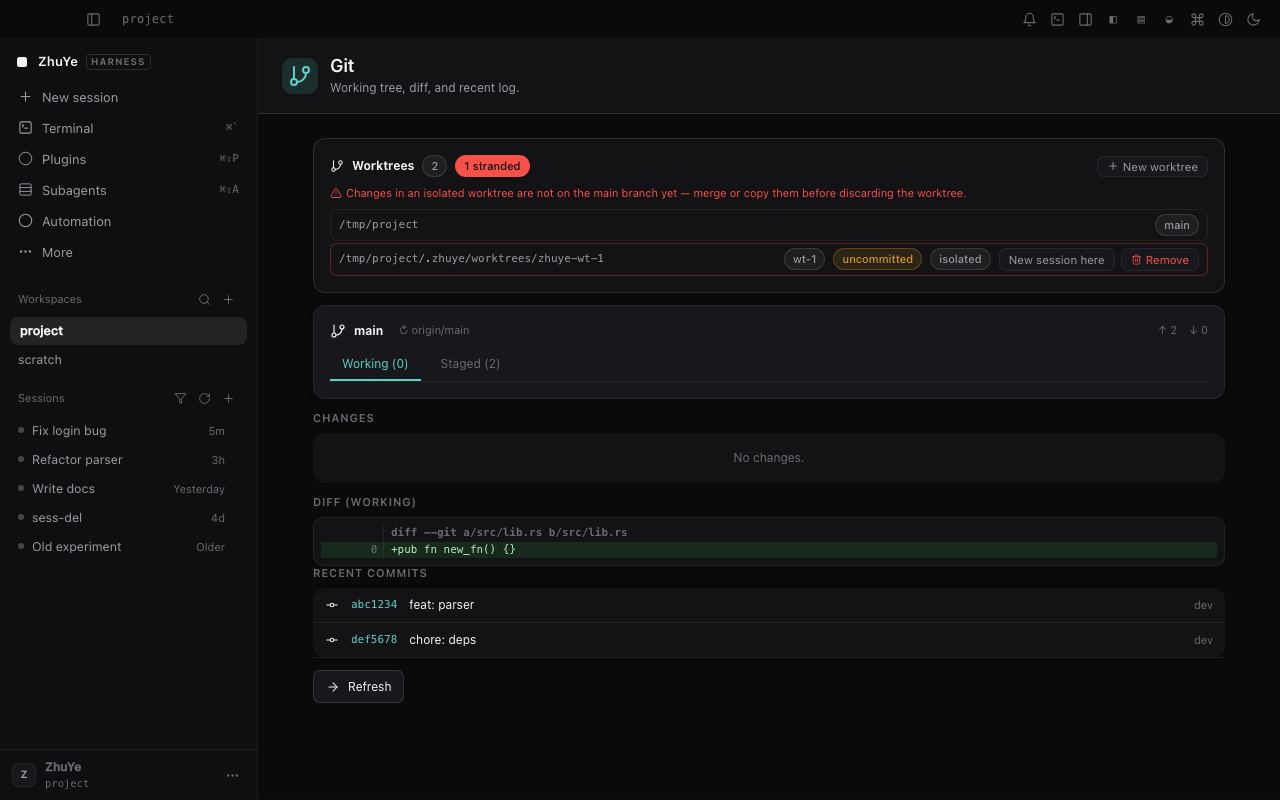 project
ZhuYe HARNESS
New session
Terminal ⌘`
Plugins ⌘⇧P
Subagents ⌘⇧A
Automation
More
Workspaces
project
scratch
Sessions
Fix login bug 5m
Refactor parser 3h
Write docs Yesterday
sess-del 4d
Old experiment Older
Z
ZhuYe
project
Git
Working tree, diff, and recent log.
Worktrees 2 1 stranded New worktree
Changes in an isolated worktree are not on the main branch yet — merge or copy them before discarding the worktree.
/tmp/project main
/tmp/project/.zhuye/worktrees/zhuye-wt-1 wt-1 uncommitted isolated New session here Remove
main origin/main ↑ 2 ↓ 0
Working (0) Staged (2)
CHANGES
No changes.
DIFF (WORKING)
diff --git a/src/lib.rs b/src/lib.rs
0 +pub fn new_fn() {}
RECENT COMMITS
abc1234 feat: parser dev
def5678 chore: deps dev
Refresh